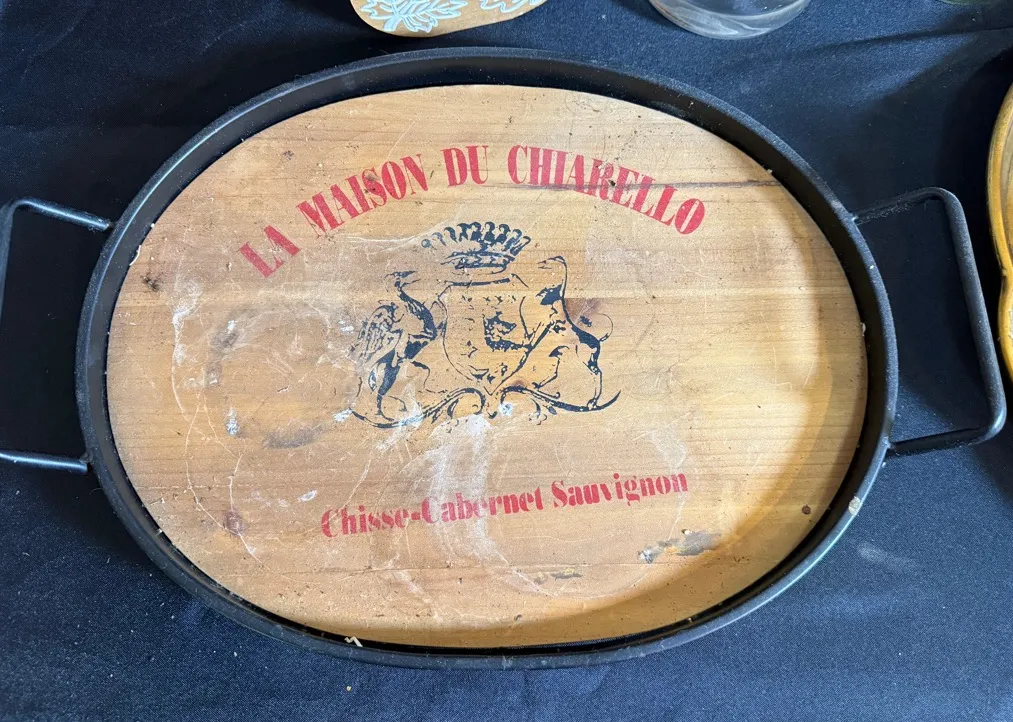 LA MAISON DU CHIARELLO
Chisse-Cabernet Sauvignon